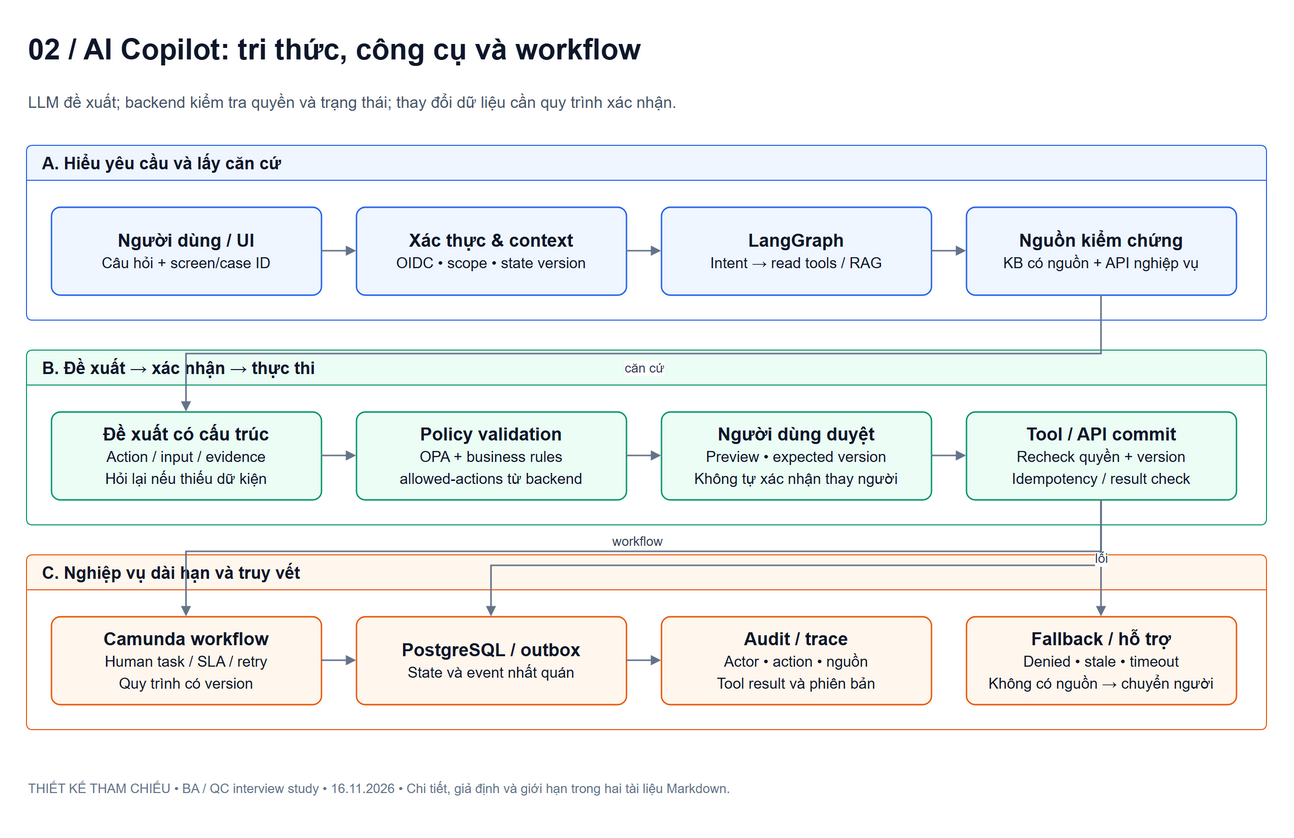 02 / AI Copilot: tri thức, công cụ và workflow
LLM đề xuất; backend kiểm tra quyền và trạng thái; thay đổi dữ liệu cần quy trình xác nhận.
A. Hiểu yêu cầu và lấy căn cứ
Người dùng / UI
Câu hỏi + screen/case ID
Xác thực & context
OIDC • scope • state version
LangGraph
Intent → read tools / RAG
Nguồn kiểm chứng
KB có nguồn + API nghiệp vụ
B. Đề xuất → xác nhận → thực thi
căn cứ
Đề xuất có cấu trúc
Action / input / evidence
Hỏi lại nếu thiếu dữ kiện
Policy validation
OPA + business rules
allowed-actions từ backend
Người dùng duyệt
Preview • expected version
Không tự xác nhận thay người
Tool / API commit
Recheck quyền + version
Idempotency / result check
workflow
lỗi
C. Nghiệp vụ dài hạn và truy vết
Camunda workflow
Human task / SLA / retry
Quy trình có version
PostgreSQL / outbox
State và event nhất quán
Audit / trace
Actor • action • nguồn
Tool result và phiên bản
Fallback / hỗ trợ
Denied • stale • timeout
Không có nguồn → chuyển người
THIẾT KẾ THAM CHIẾU • BA / QC interview study • 16.11.2026 • Chi tiết, giả định và giới hạn trong hai tài liệu Markdown.